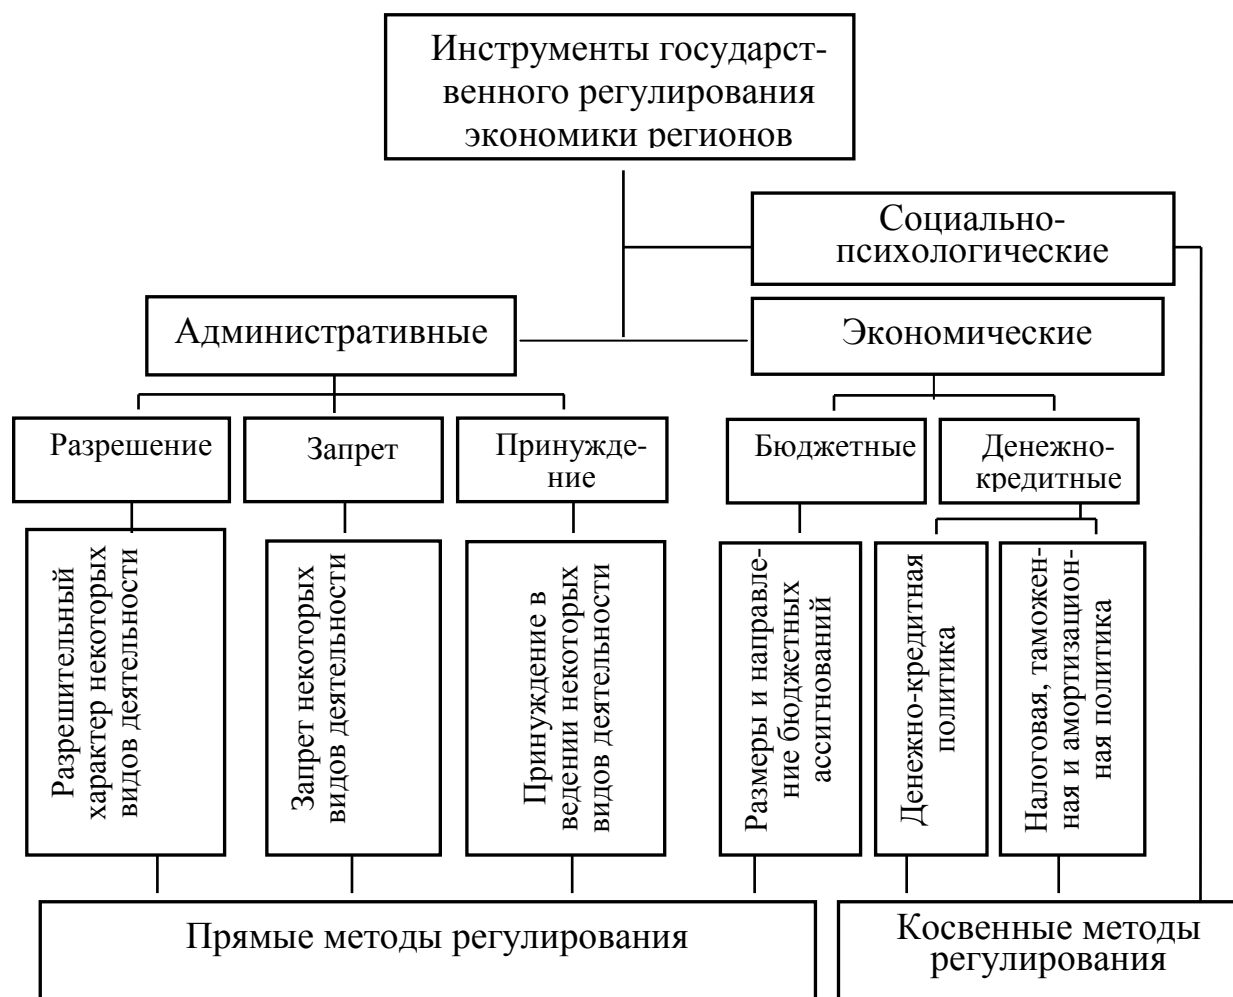 Инструменты государст-
венного регулирования
экономики регионов
Социально-
психологические
Административные
Экономические
Разрешение
Запрет
Принужде-
ние
Бюджетные
Денежно-
кредитные
Разрешительный
характер некоторых
видов деятельности
Запрет некоторых
видов деятельности
Принуждение в
ведении некоторых
видов деятельности
Размеры и направле-
ние бюджетных
ассигнований
Денежно-кредитная
политика
Налоговая, таможен-
ная и амортизацион-
ная политика
Прямые методы регулирования
Косвенные методы
регулирования